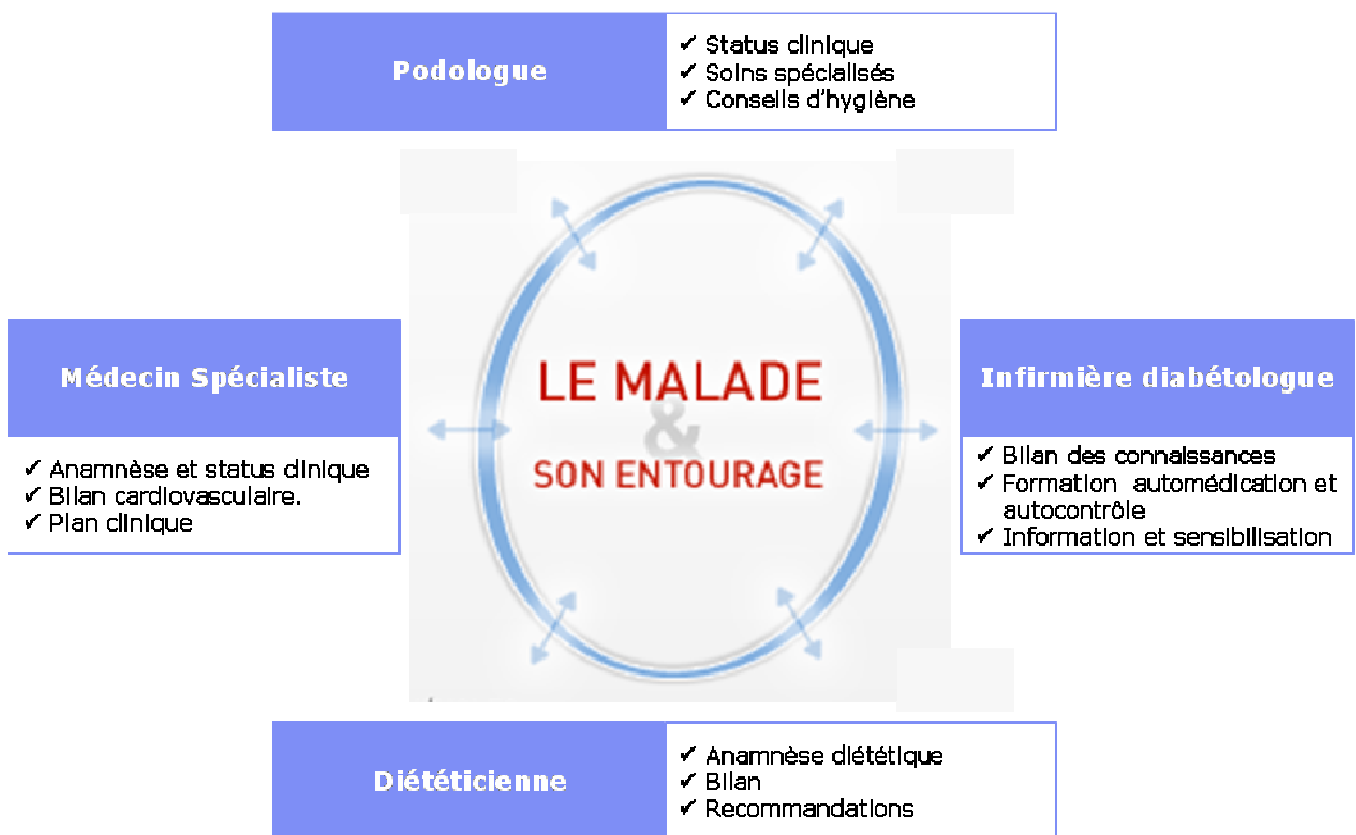 Podologue
✔ Status clinique
✔ Soins spécialisés
✔ Conseils d'hygiène
LE MALADE
&
SON ENTOURAGE
Médecin Spécialiste
✔ Anamnèse et status clinique
✔ Bilan cardiovasculaire.
✔ Plan clinique
Infirmière diabétologue
✔ Bilan des connaissances
✔ Formation automédication et
autocontrôle
✔ Information et sensibilisation
Diététicienne
✔ Anamnèse diététique
✔ Bilan
✔ Recommandations